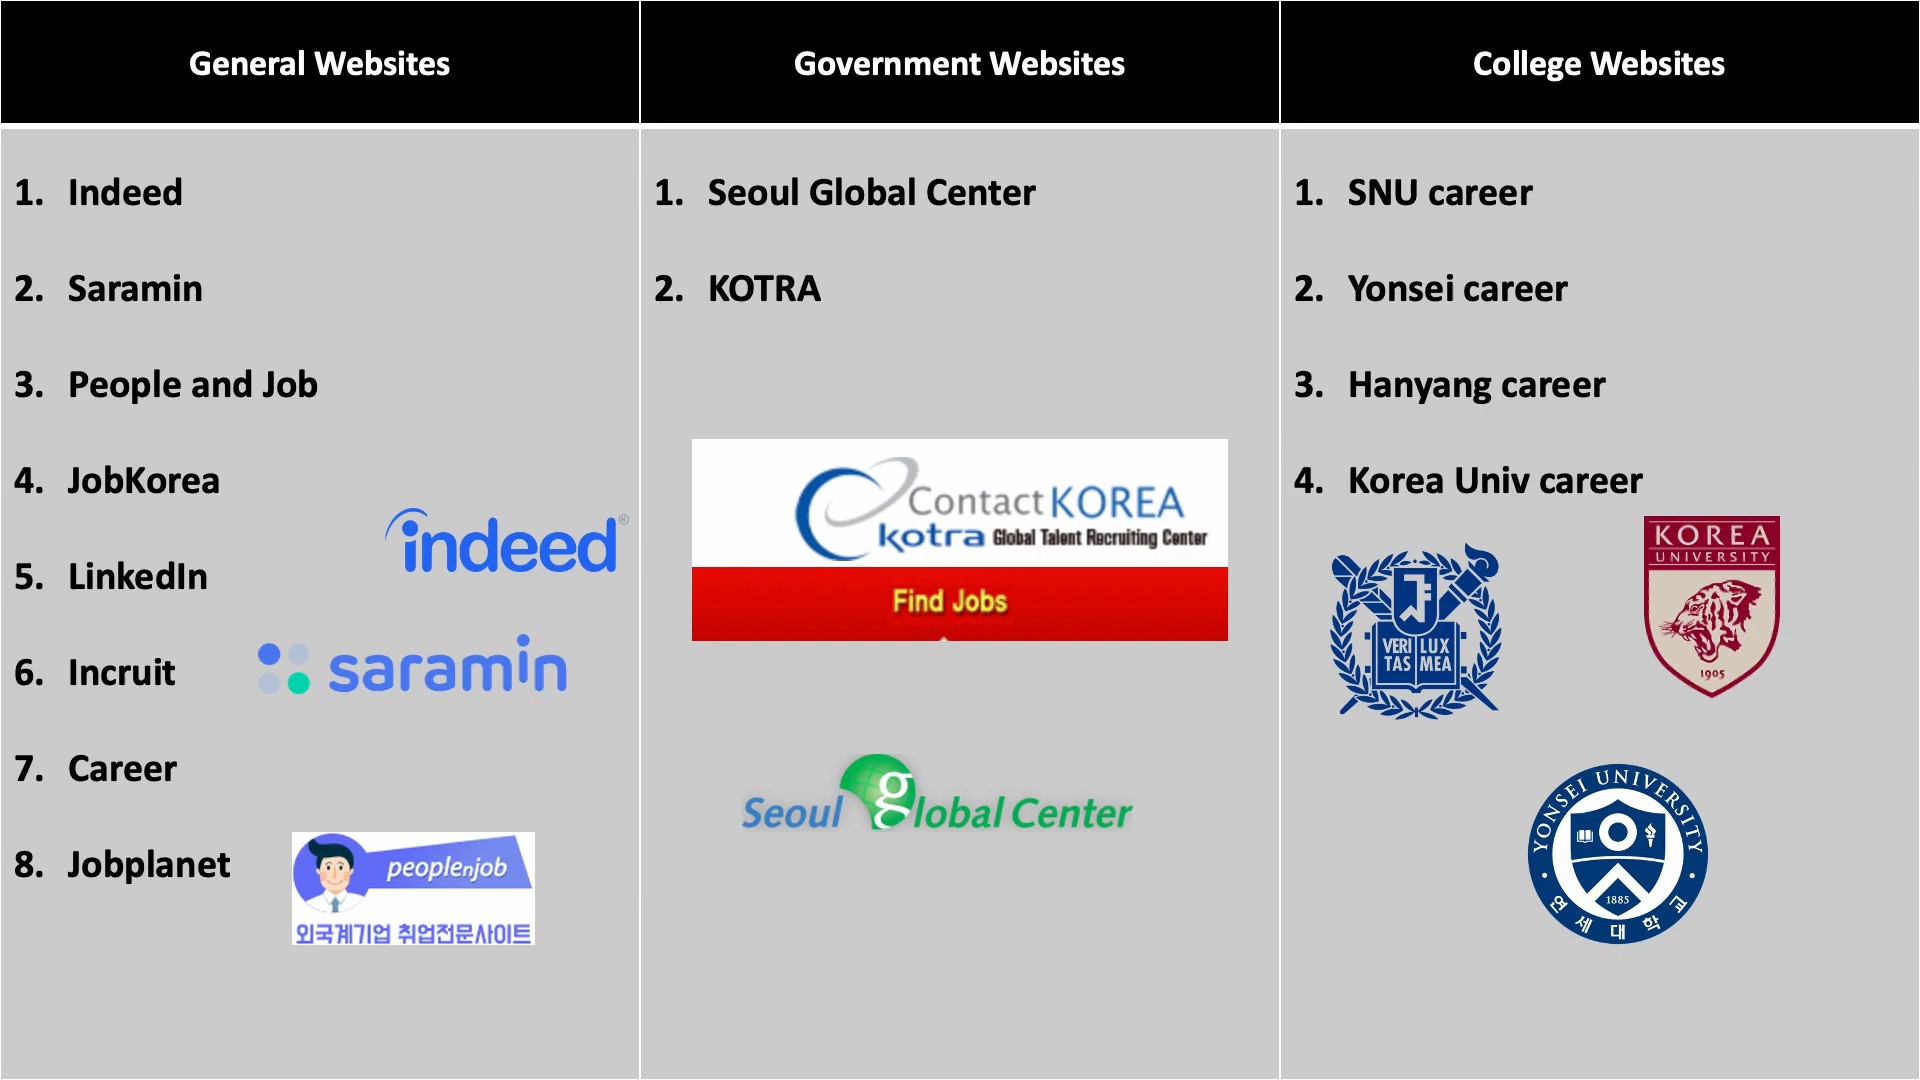 General Websites
Government Websites
College Websites
1. Indeed
2. Saramin
3. People and Job
4. JobKorea
5. LinkedIn
6. Incruit
7. Career
8. Jobplanet
indeed®
saramin
peoplenjob
외국계기업 취업전문사이트
1. Seoul Global Center
2. KOTRA
Contact KOREA
kotra Global Talent Recruiting Center
Find Jobs
Seoul global Center
1. SNU career
2. Yonsei career
3. Hanyang career
4. Korea Univ career
VERI LUX
TAS MEA
KOREA
UNIVERSITY
1905
YONSEI UNIVERSITY
1885
연세대학교